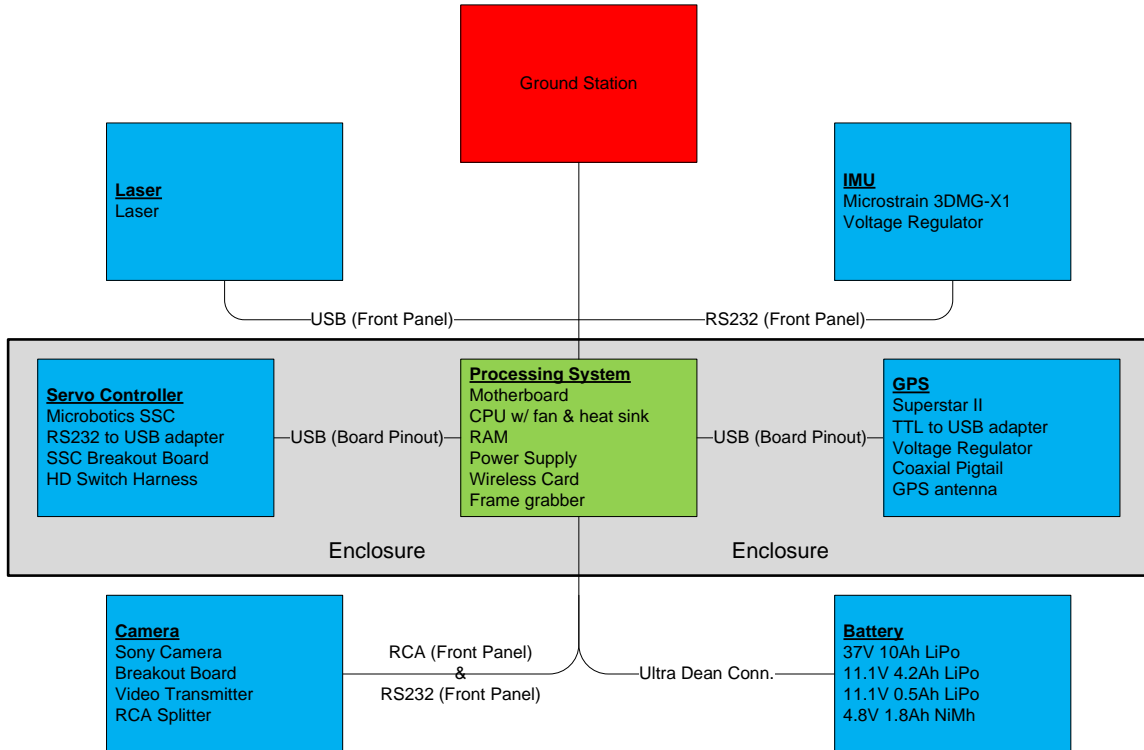 Ground Station
Laser
Laser
IMU
Microstrain 3DMG-X1
Voltage Regulator
USB (Front Panel)
RS232 (Front Panel)
Servo Controller
Microbotics SSC
RS232 to USB adapter
SSC Breakout Board
HD Switch Harness
USB (Board Pinout)
Processing System
Motherboard
CPU w/ fan & heat sink
RAM
Power Supply
Wireless Card
Frame grabber
USB (Board Pinout)
GPS
Superstar II
TTL to USB adapter
Voltage Regulator
Coaxial Pigtail
GPS antenna
Enclosure
Enclosure
Camera
Sony Camera
Breakout Board
Video Transmitter
RCA Splitter
RCA (Front Panel)
&
RS232 (Front Panel)
Ultra Dean Conn.
Battery
37V 10Ah LiPo
11.1V 4.2Ah LiPo
11.1V 0.5Ah LiPo
4.8V 1.8Ah NiMh